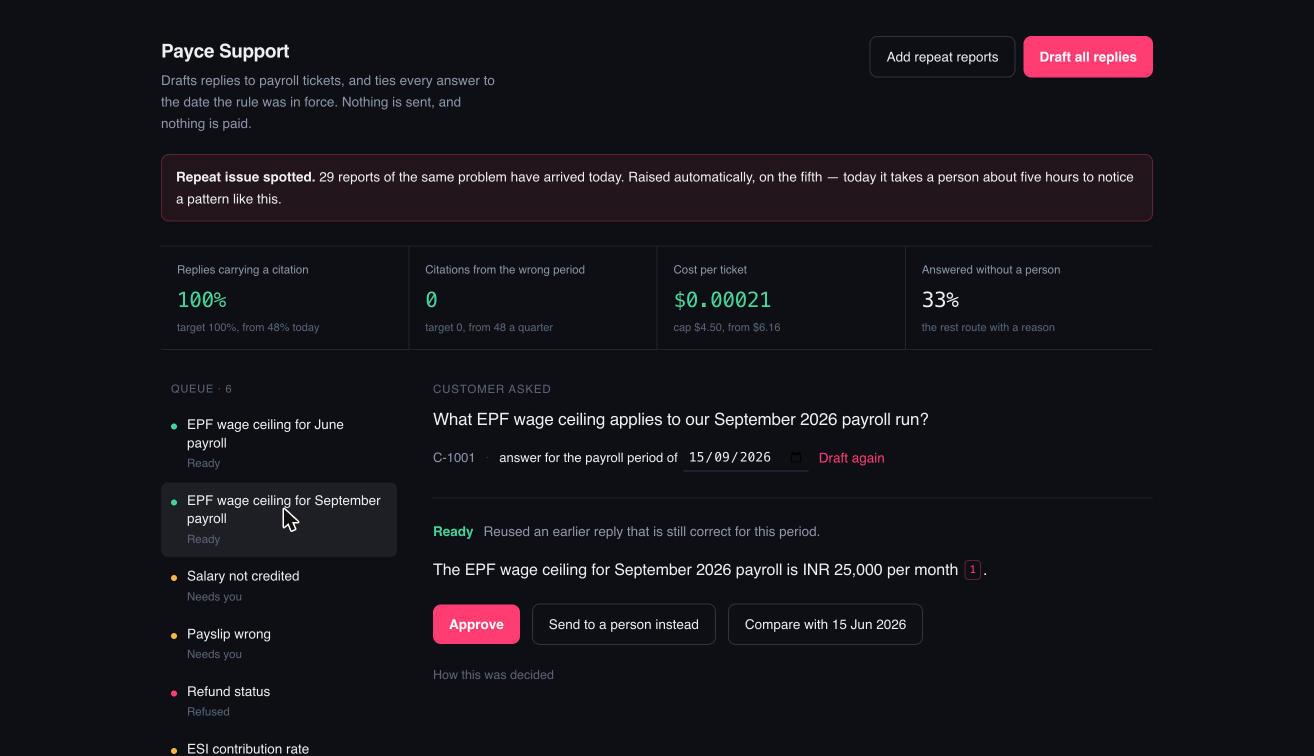 Payce Support
Add repeat reports
Draft all replies
Drafts replies to payroll tickets, and ties every answer to
the date the rule was in force. Nothing is sent, and
nothing is paid.
Repeat issue spotted. 29 reports of the same problem have arrived today. Raised automatically, on the fifth — today it takes a person about five hours to notice
a pattern like this.
Replies carrying a citation
100%
target 100%, from 48% today
Citations from the wrong period
0
target 0, from 48 a quarter
Cost per ticket
$0.00021
cap $4.50, from $6.16
Answered without a person
33%
the rest route with a reason
QUEUE · 6
EPF wage ceiling for June
payroll
Ready
EPF wage ceiling for September
payroll
Ready
Salary not credited
Needs you
Payslip wrong
Needs you
Refund status
Refused
ESI contribution rate
CUSTOMER ASKED
What EPF wage ceiling applies to our September 2026 payroll run?
C-1001 · answer for the payroll period of 15/09/2026 Draft again
Ready Reused an earlier reply that is still correct for this period.
The EPF wage ceiling for September 2026 payroll is INR 25,000 per month 1.
Approve
Send to a person instead
Compare with 15 Jun 2026
How this was decided